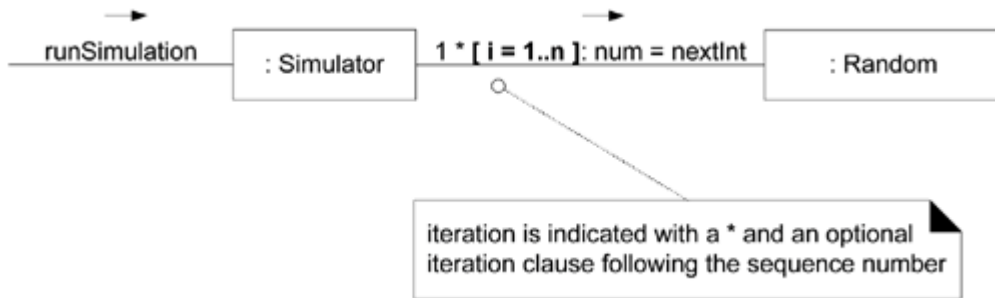 runSimulation
: Simulator
1 * [ i = 1..n ]: num = nextInt
: Random
iteration is indicated with a * and an optional
iteration clause following the sequence number